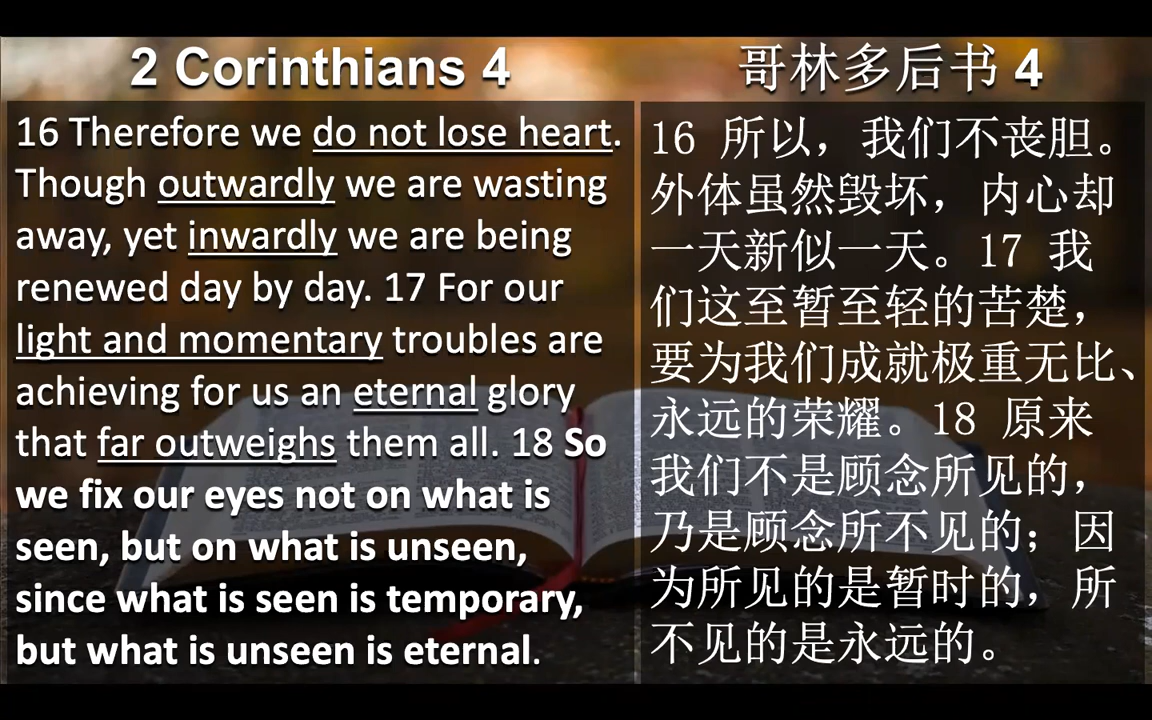 2 Corinthians 4
16 Therefore we do not lose heart.
Though outwardly we are wasting
away, yet inwardly we are being
renewed day by day. 17 For our
light and momentary troubles are
achieving for us an eternal glory
that far outweighs them all. 18 So
we fix our eyes not on what is
seen, but on what is unseen,
since what is seen is temporary,
but what is unseen is eternal.
哥林多后书 4
16 所以，我们不丧胆。
外体虽然毁坏，内心却
一天新似一天。17 我
们这至暂至轻的苦楚，
要为我们成就极重无比、
永远的荣耀。18 原来
我们不是顾念所见的，
乃是顾念所不见的；因
为所见的是暂时的，所
不见的是永远的。